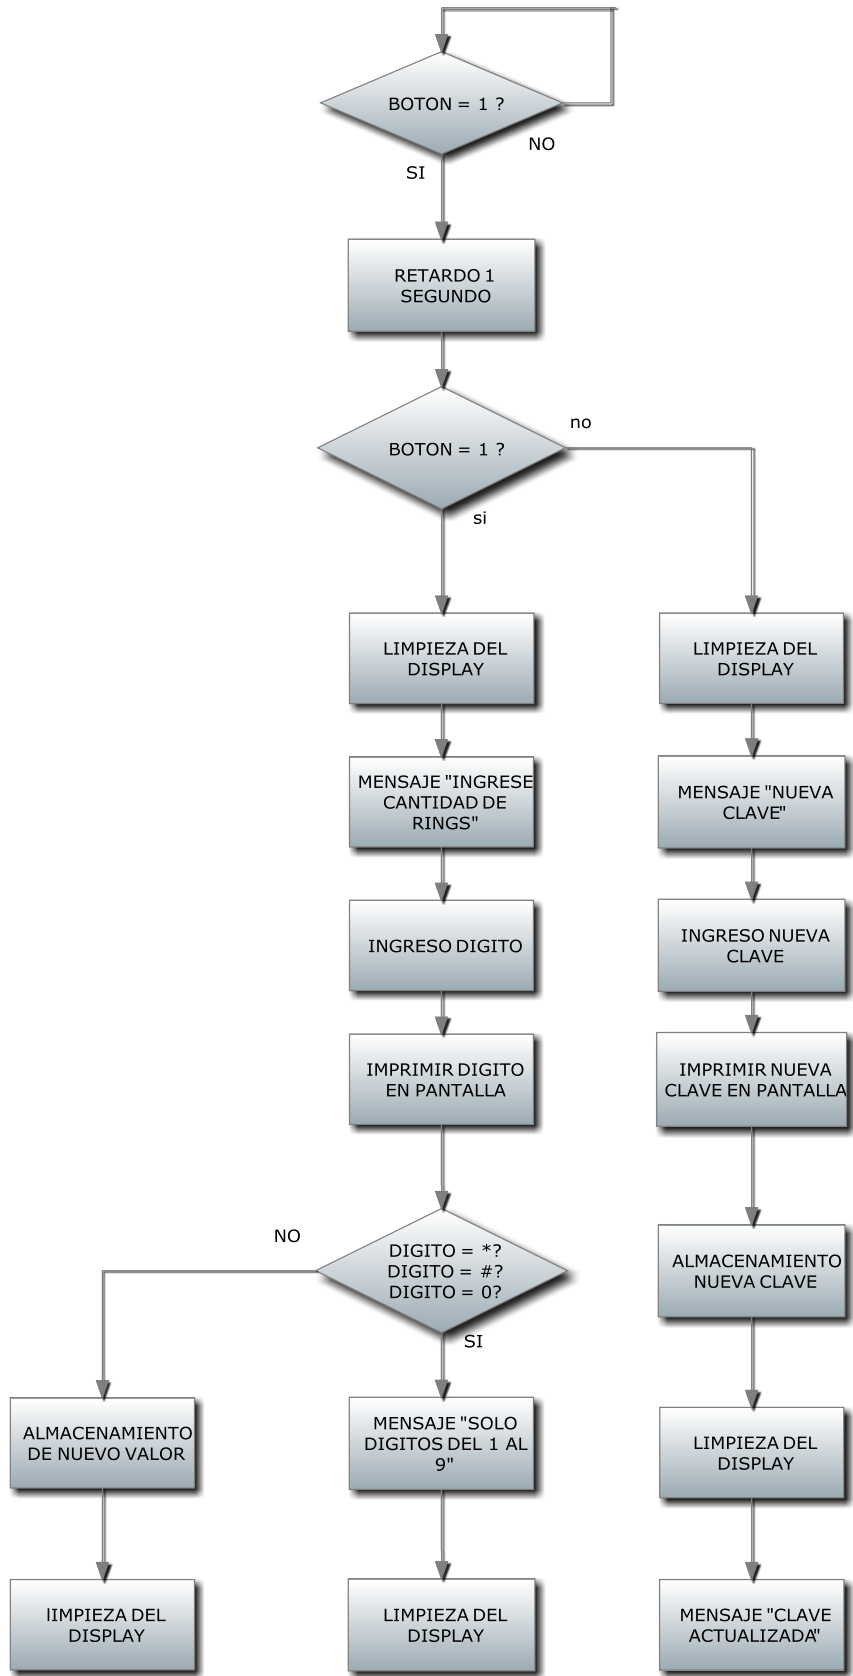 BOTON = 1 ?
NO
SI
RETARDO 1
SEGUNDO
no
BOTON = 1 ?
si
LIMPIEZA DEL
DISPLAY
LIMPIEZA DEL
DISPLAY
MENSAJE "INGRESE
CANTIDAD DE
RINGS"
MENSAJE "NUEVA
CLAVE"
INGRESO DIGITO
INGRESO NUEVA
CLAVE
IMPRIMIR DIGITO
EN PANTALLA
IMPRIMIR NUEVA
CLAVE EN PANTALLA
NO
DIGITO = *?
DIGITO = #?
DIGITO = 0?
SI
ALMACENAMIENTO
NUEVA CLAVE
ALMACENAMIENTO
DE NUEVO VALOR
MENSAJE "SOLO
DIGITOS DEL 1 AL
9"
LIMPIEZA DEL
DISPLAY
lIMPIEZA DEL
DISPLAY
LIMPIEZA DEL
DISPLAY
MENSAJE "CLAVE
ACTUALIZADA"